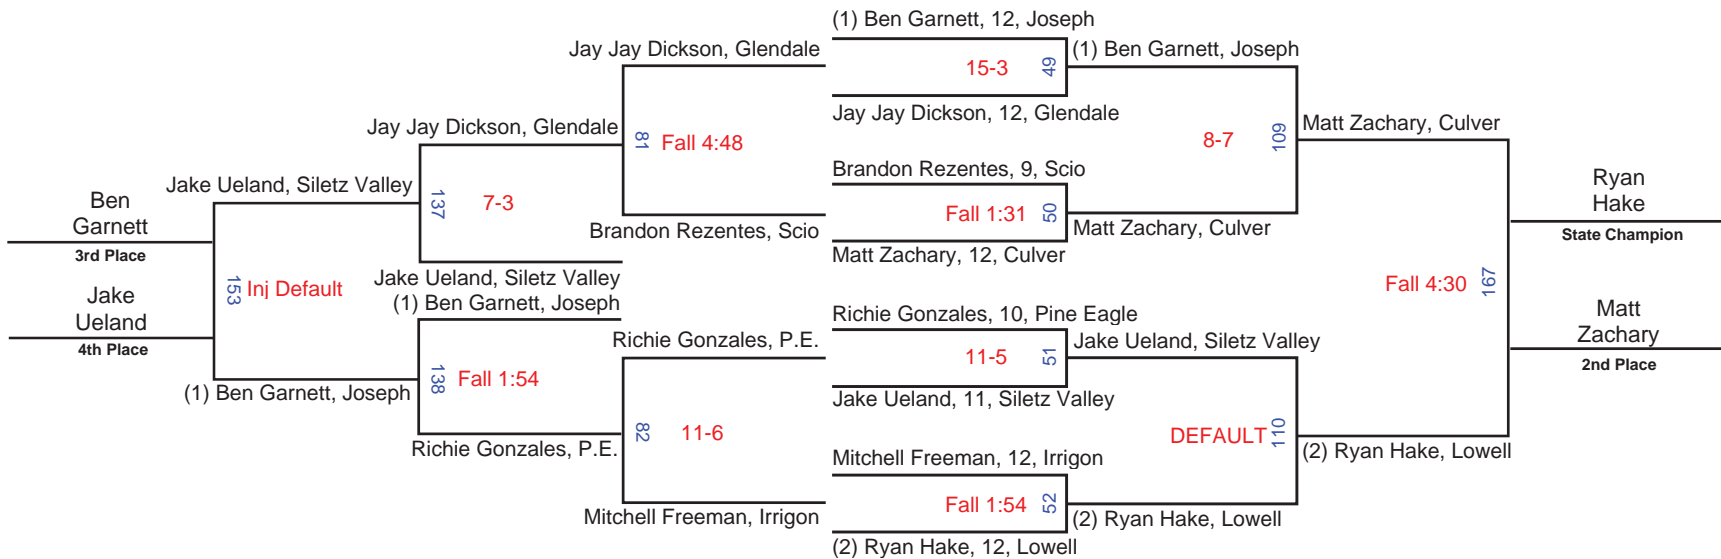 (1) Ben Garnett, 12, Joseph
Jay Jay Dickson, Glendale
(1) Ben Garnett, Joseph
15-3
49
Jay Jay Dickson, 12, Glendale
Jay Jay Dickson, Glendale
81
Fall 4:48
8-7
109
Matt Zachary, Culver
Brandon Rezentes, 9, Scio
Jake Ueland, Siletz Valley
137
7-3
Ben
Garnett
3rd Place
Fall 1:31
50
Brandon Rezentes, Scio
Matt Zachary, Culver
Ryan
Hake
State Champion
Matt Zachary, 12, Culver
Jake Ueland, Siletz Valley
153
Inj Default
Fall 4:30
167
(1) Ben Garnett, Joseph
Jake
Ueland
4th Place
Richie Gonzales, 10, Pine Eagle
Matt
Zachary
2nd Place
Richie Gonzales, P.E.
11-5
51
Jake Ueland, Siletz Valley
138
Fall 1:54
(1) Ben Garnett, Joseph
Jake Ueland, 11, Siletz Valley
82
11-6
DEFAULT
110
Richie Gonzales, P.E.
(2) Ryan Hake, Lowell
Mitchell Freeman, 12, Irrigon
Fall 1:54
52
Mitchell Freeman, Irrigon
(2) Ryan Hake, Lowell
(2) Ryan Hake, 12, Lowell